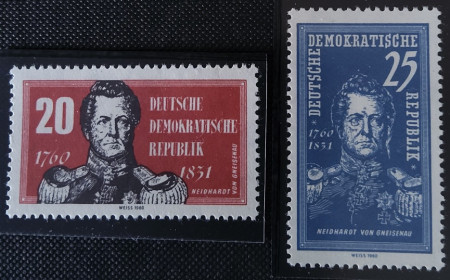 20
DEUTSCHE
DEMOKRATISCHE
REPUBLIK
1760
1831
NEIDHARDT
VON GNEISENAU
WEISS 1960
DEUTSCHE
DEMOKRATISCHE
REPUBLIK
25
1760
1831
NEIDHARDT VON GNEISENAU
WEISS 1960